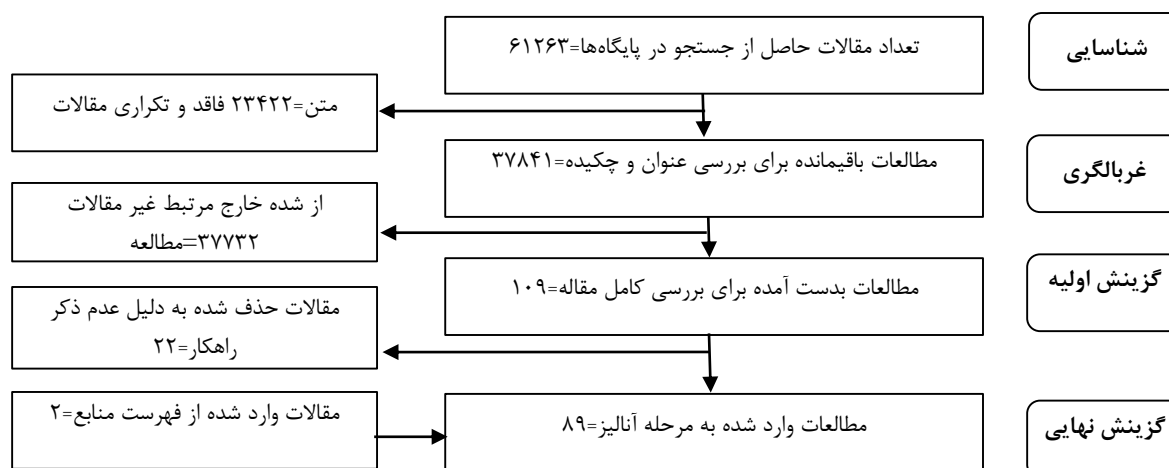 شناسایی
تعداد مقالات حاصل از جستجو در پایگاه‌ها=۶۱۲۶۳
متن=۲۳۴۲۲ فاقد و تکراری مقالات
غربالگری
مطالعات باقیمانده برای بررسی عنوان و چکیده=۳۷۸۴۱
از شده خارج مرتبط غیر مقالات
۳۷۷۳۲=مطالعه
گزینش اولیه
مطالعات بدست آمده برای بررسی کامل مقاله=۱۰۹
مقالات حذف شده به دلیل عدم ذکر
راهکار=۲۲
گزینش نهایی
مطالعات وارد شده به مرحله آنالیز=۸۹
مقالات وارد شده از فهرست منابع=۲